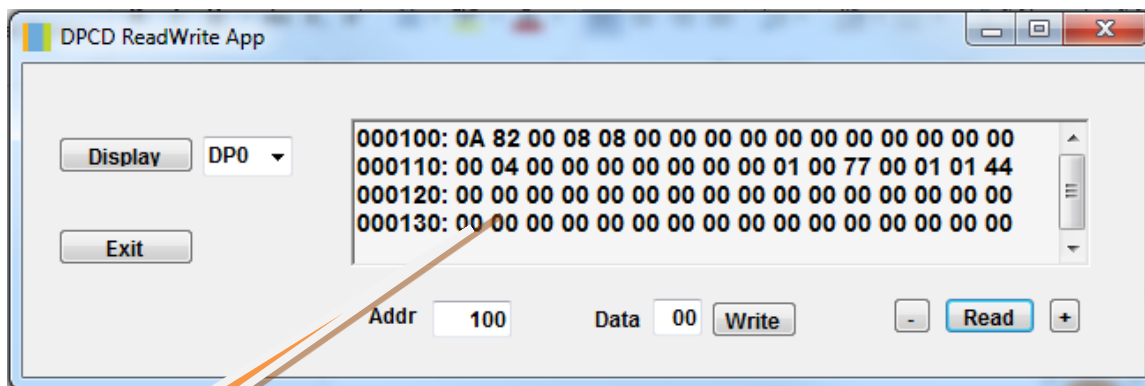 DPCD ReadWrite App
Display
DP0
000100: 0A 82 00 08 08 00 00 00 00 00 00 00 00 00 00 00
000110: 00 04 00 00 00 00 00 00 00 01 00 77 00 01 01 44
000120: 00 00 00 00 00 00 00 00 00 00 00 00 00 00 00 00
000130: 00 00 00 00 00 00 00 00 00 00 00 00 00 00 00 00
Exit
Addr 100 Data 00 Write - Read +